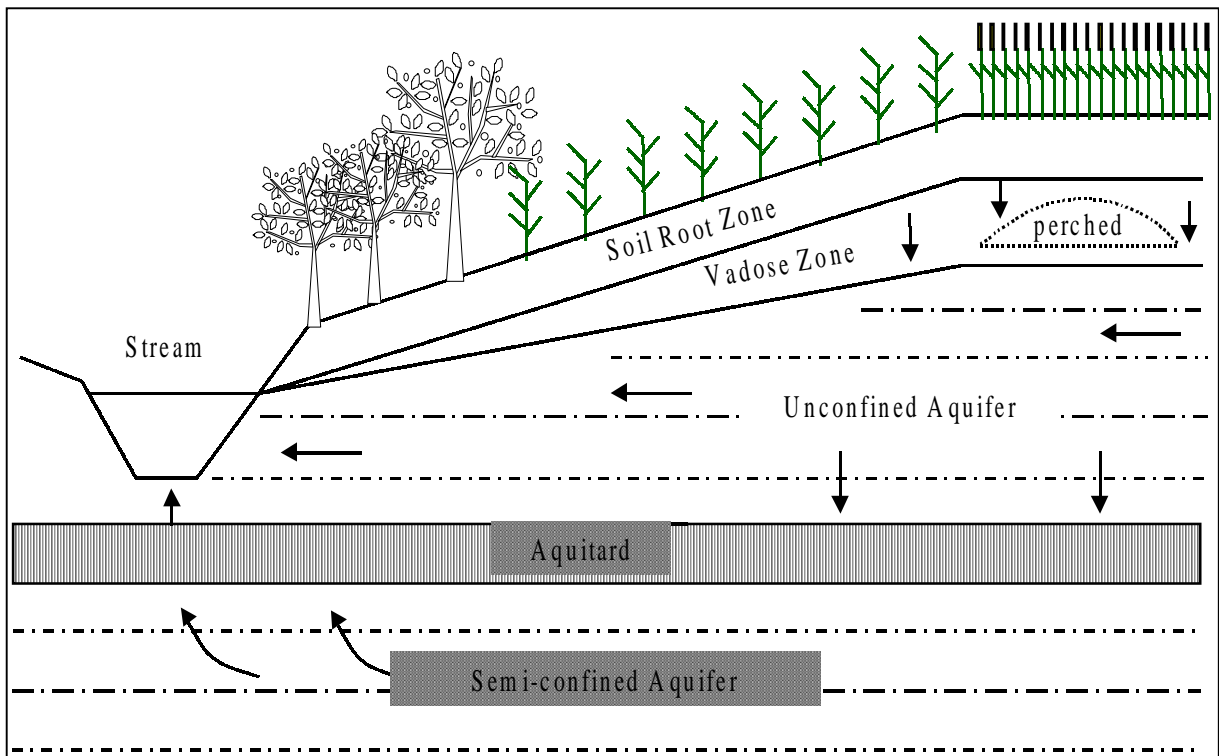 Soil Root Zone
perched
Vadose Zone
Stream
Unconfined Aquifer
Aquitard
Semi-confined Aquifer